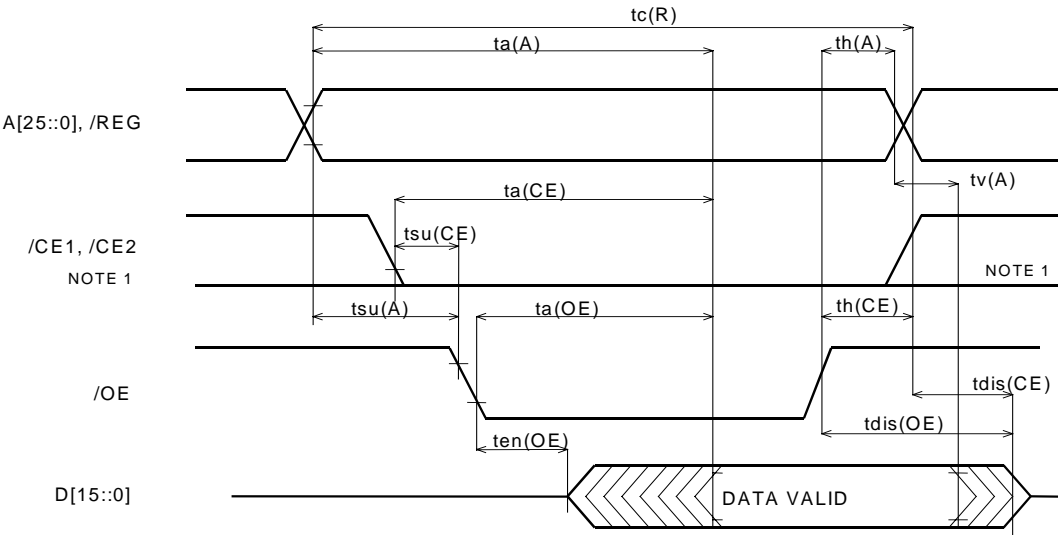 tc(R)
ta(A)
th(A)
A[25::0], /REG
tv(A)
ta(CE)
tsu(CE)
/CE1, /CE2
NOTE 1
NOTE 1
tsu(A)
ta(OE)
th(CE)
/OE
tdis(CE)
tdis(OE)
ten(OE)
D[15::0]
DATA VALID